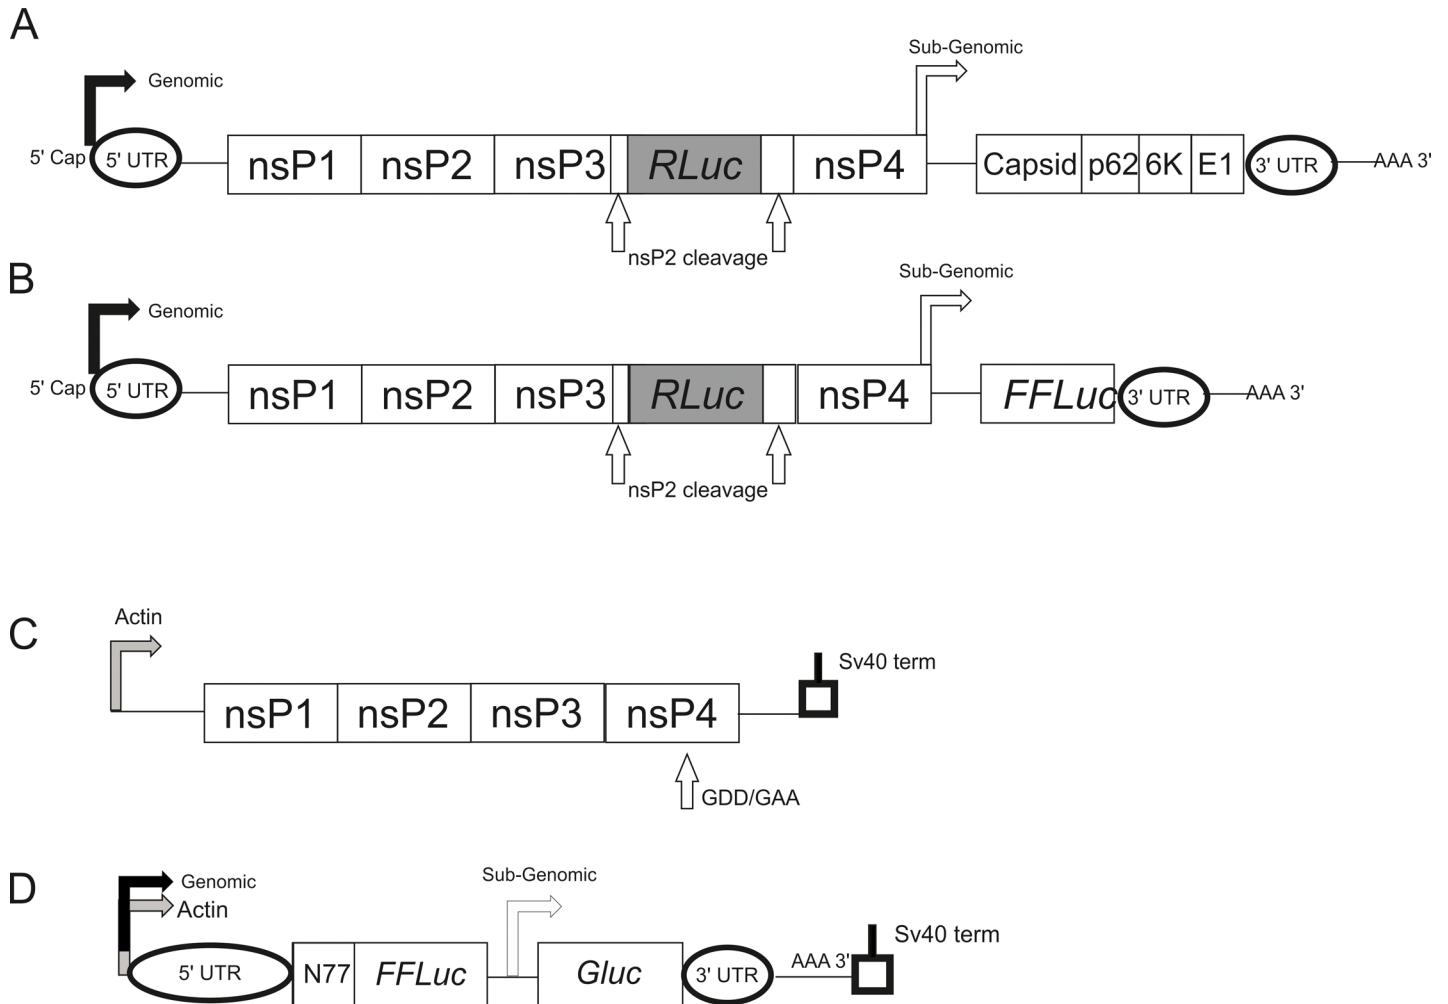 A
Sub-Genomic
Genomic
5' Cap 5' UTR nsP1 nsP2 nsP3 RLuc nsP4 Capsid p62 6K E1 3' UTR AAA 3'
nsP2 cleavage
B
Sub-Genomic
Genomic
5' Cap 5' UTR nsP1 nsP2 nsP3 RLuc nsP4 FFLuc 3' UTR AAA 3'
nsP2 cleavage
C
Actin
Sv40 term
nsP1 nsP2 nsP3 nsP4
GDD/GAA
D
Sub-Genomic
Genomic
Actin
Sv40 term
5' UTR N77 FFLuc Gluc 3' UTR AAA 3'